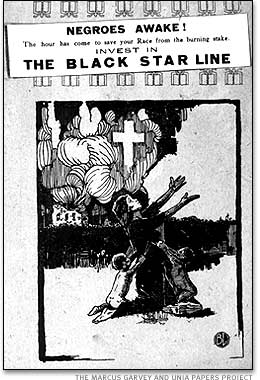 NEGROES AWAKE!
The hour has come to save your Race from the burning stake.
INVEST IN
THE BLACK STAR LINE
THE MARCUS GARVEY AND UNIA PAPERS PROJECT